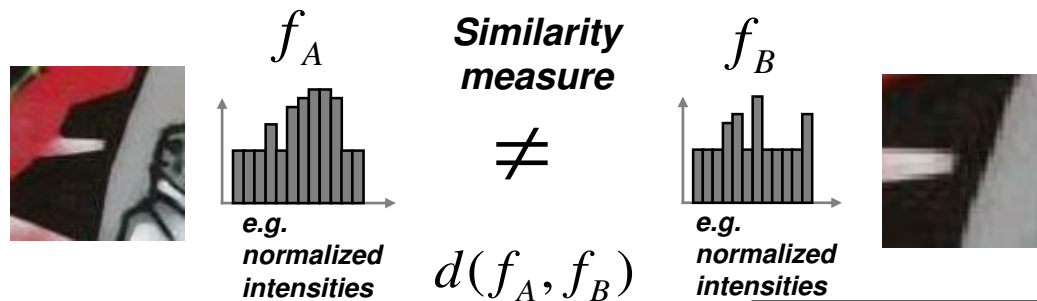 f_A
Similarity
measure
f_B
≠
e.g.
normalized
intensities
d(f_A, f_B)
e.g.
normalized
intensities